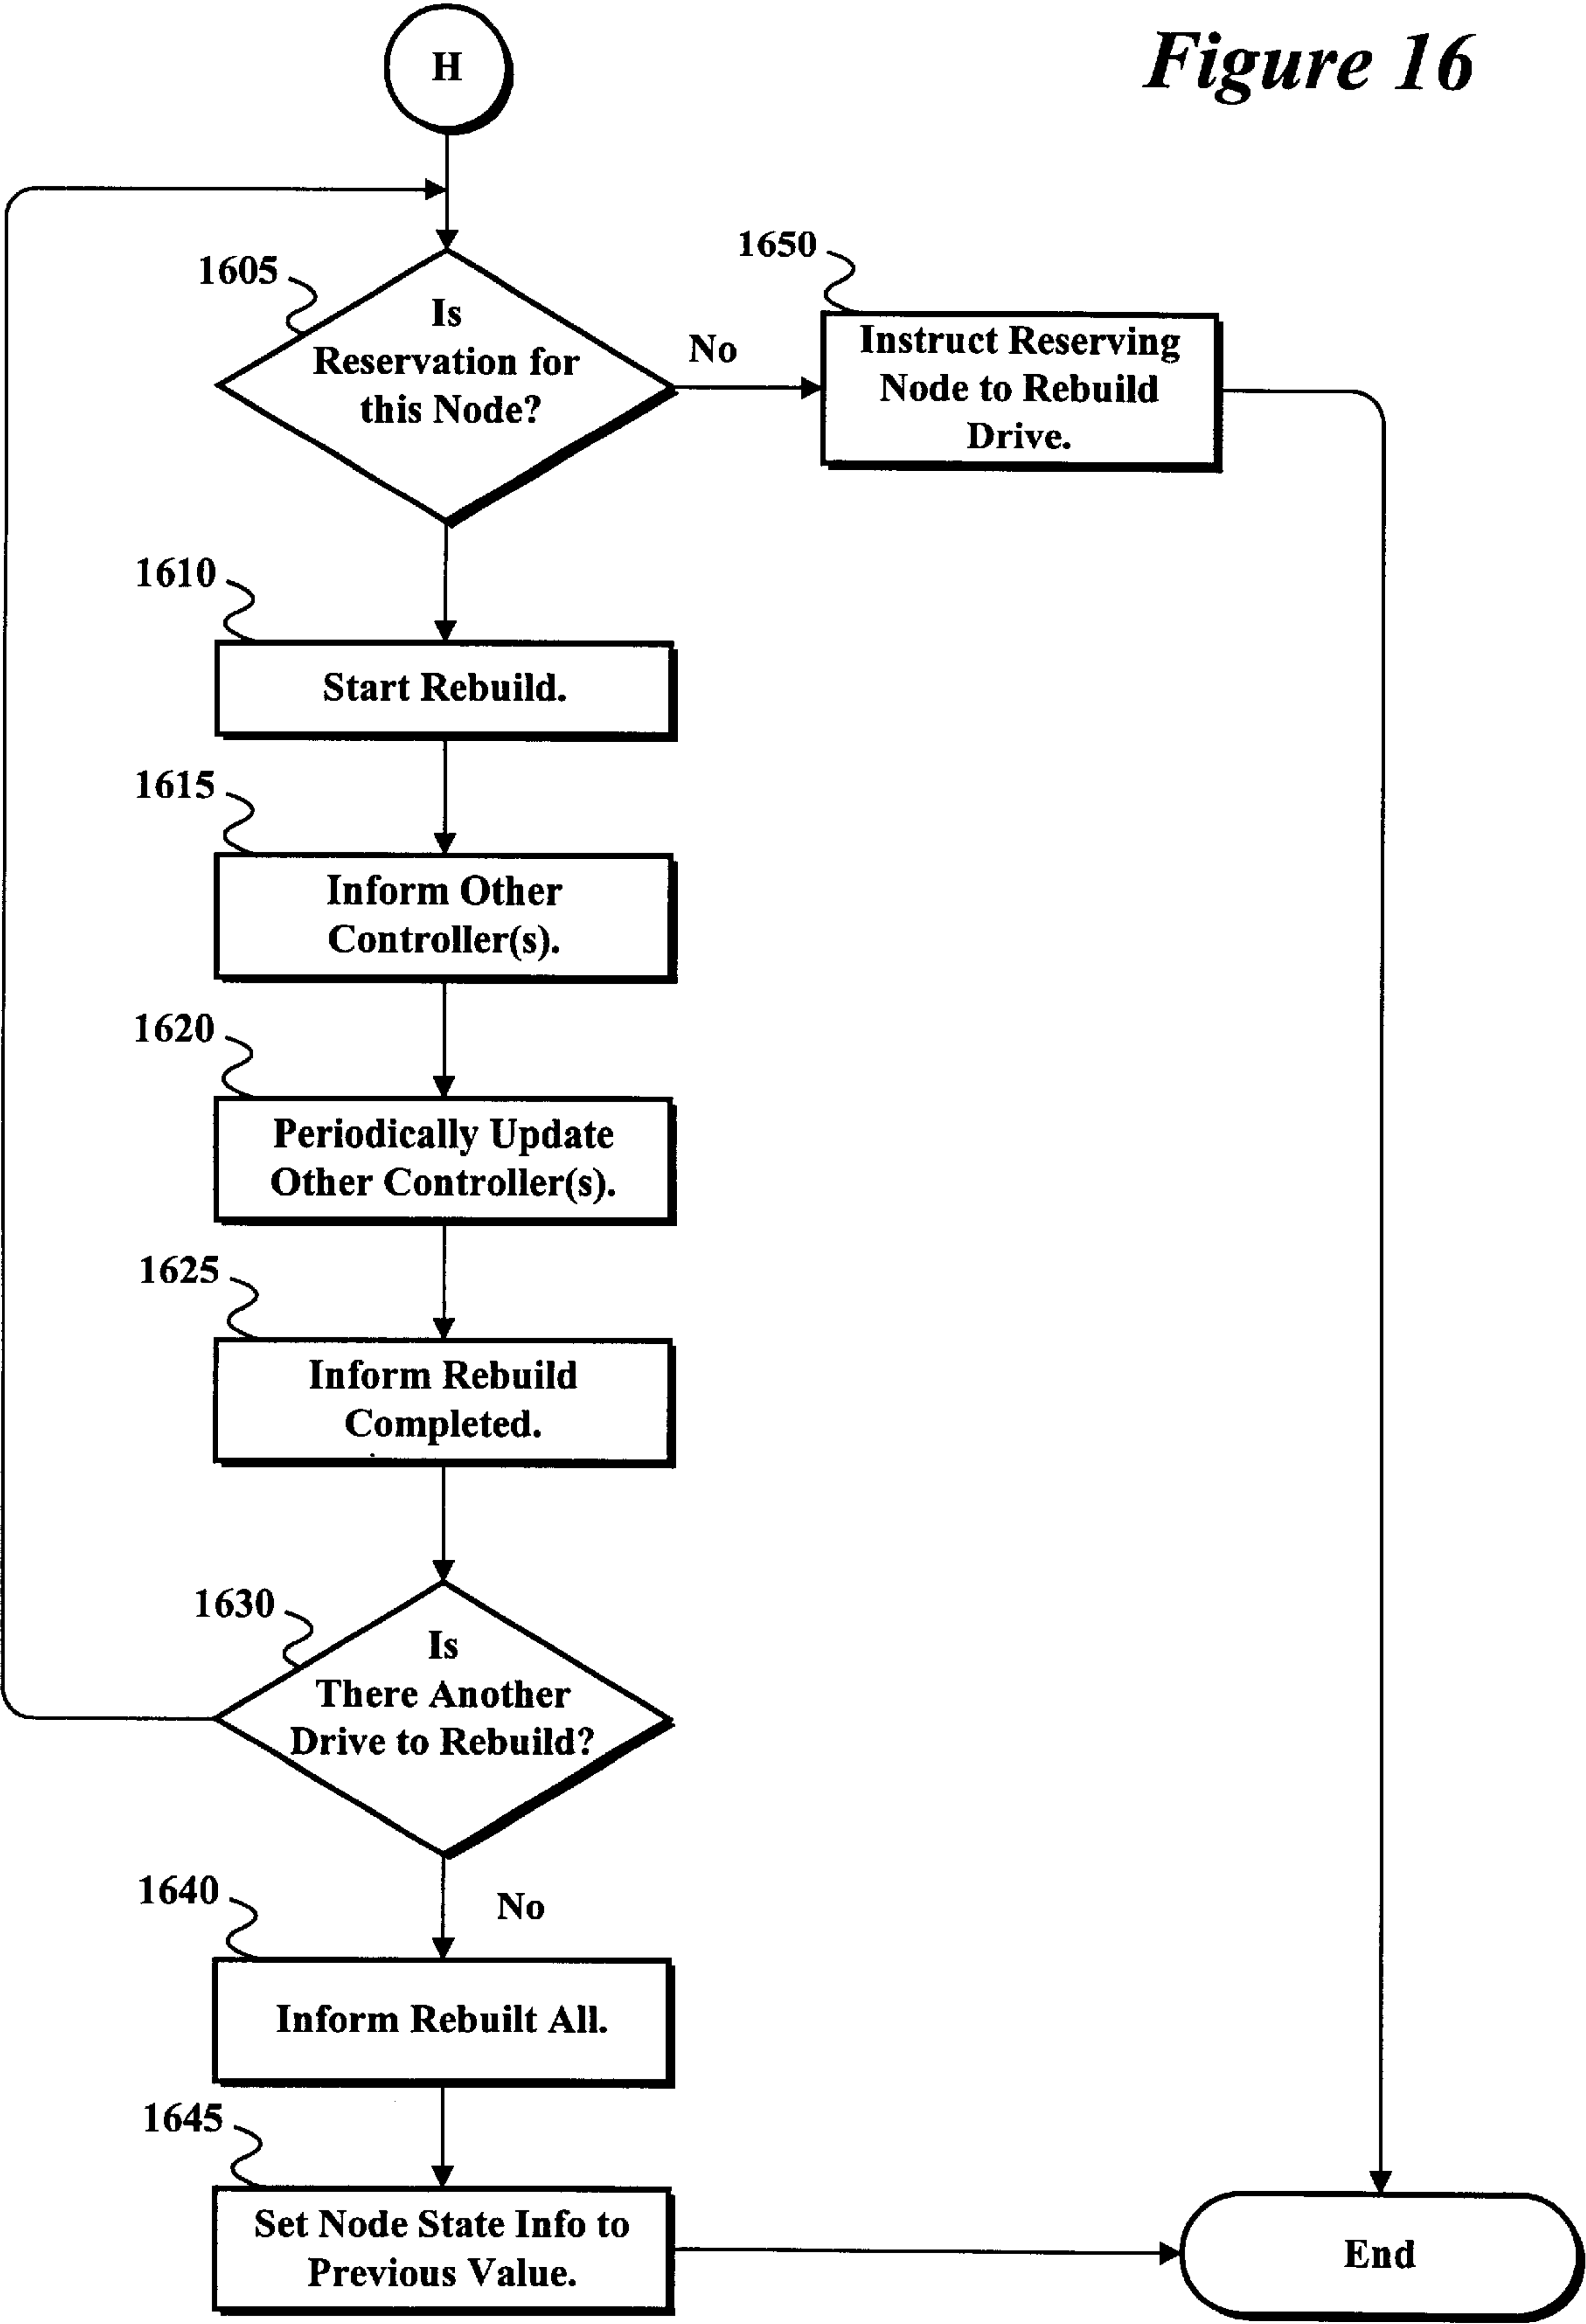 Figure 16
H
1605
Is
Reservation for
this Node?
No
1650
Instruct Reserving
Node to Rebuild
Drive.
1610
Start Rebuild.
1615
Inform Other
Controller(s).
1620
Periodically Update
Other Controller(s).
1625
Inform Rebuild
Completed.
1630
Is
There Another
Drive to Rebuild?
No
1640
Inform Rebuilt All.
1645
Set Node State Info to
Previous Value.
End